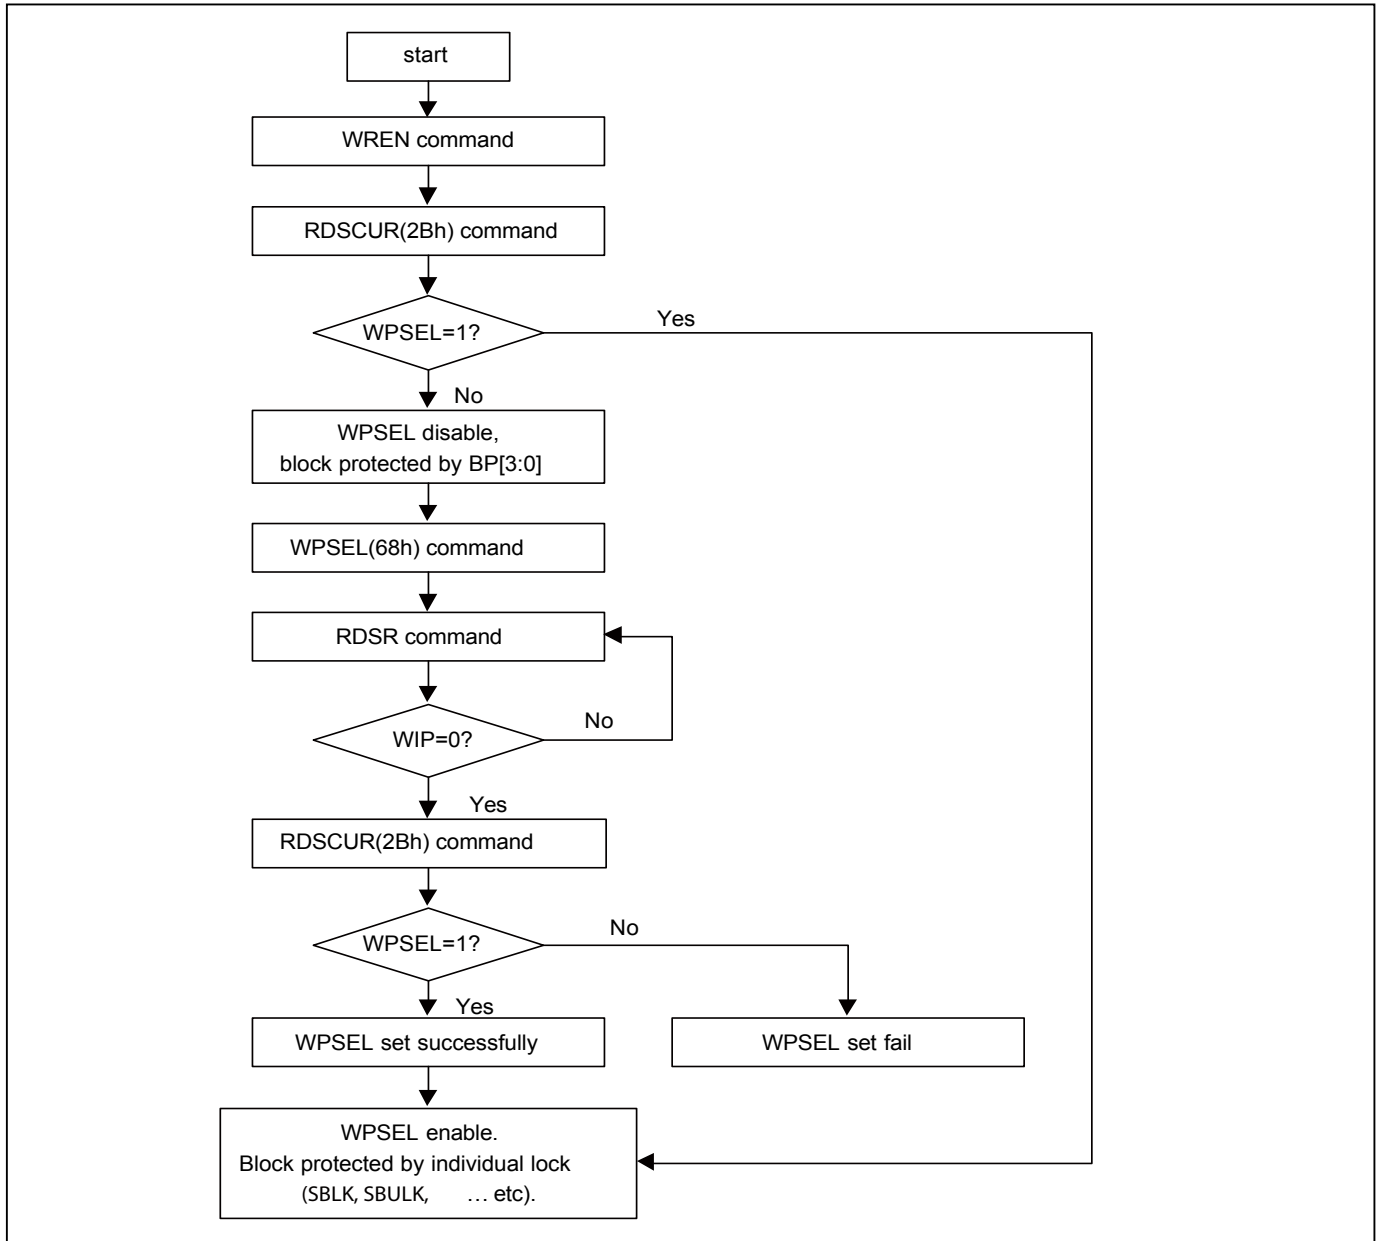 start
WREN command
RDSCUR(2Bh) command
WPSEL=1?
Yes
No
WPSEL disable,
block protected by BP[3:0]
WPSEL(68h) command
RDSR command
WIP=0?
No
Yes
RDSCUR(2Bh) command
WPSEL=1?
No
Yes
WPSEL set successfully
WPSEL set fail
WPSEL enable.
Block protected by individual lock
(SBLK, SBULK, … etc).